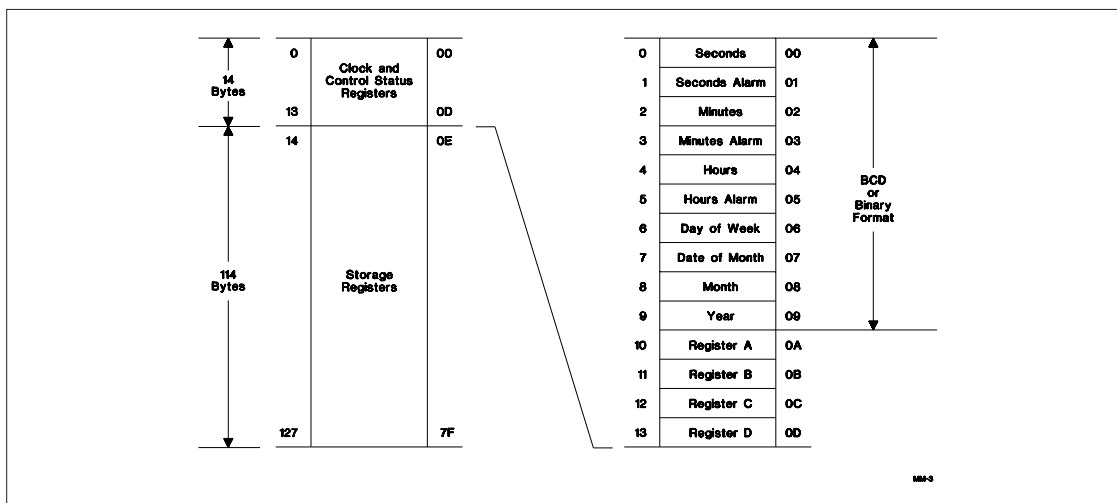 14
Bytes
114
Bytes
0
00
Clock and
Control Status
Registers
13
0D
14
0E
Storage
Registers
127
7F
0 Seconds 00
1 Seconds Alarm 01
2 Minutes 02
3 Minutes Alarm 03
4 Hours 04
5 Hours Alarm 05
6 Day of Week 06
7 Date of Month 07
8 Month 08
9 Year 09
10 Register A 0A
11 Register B 0B
12 Register C 0C
13 Register D 0D
BCD
or
Binary
Format
MM-3